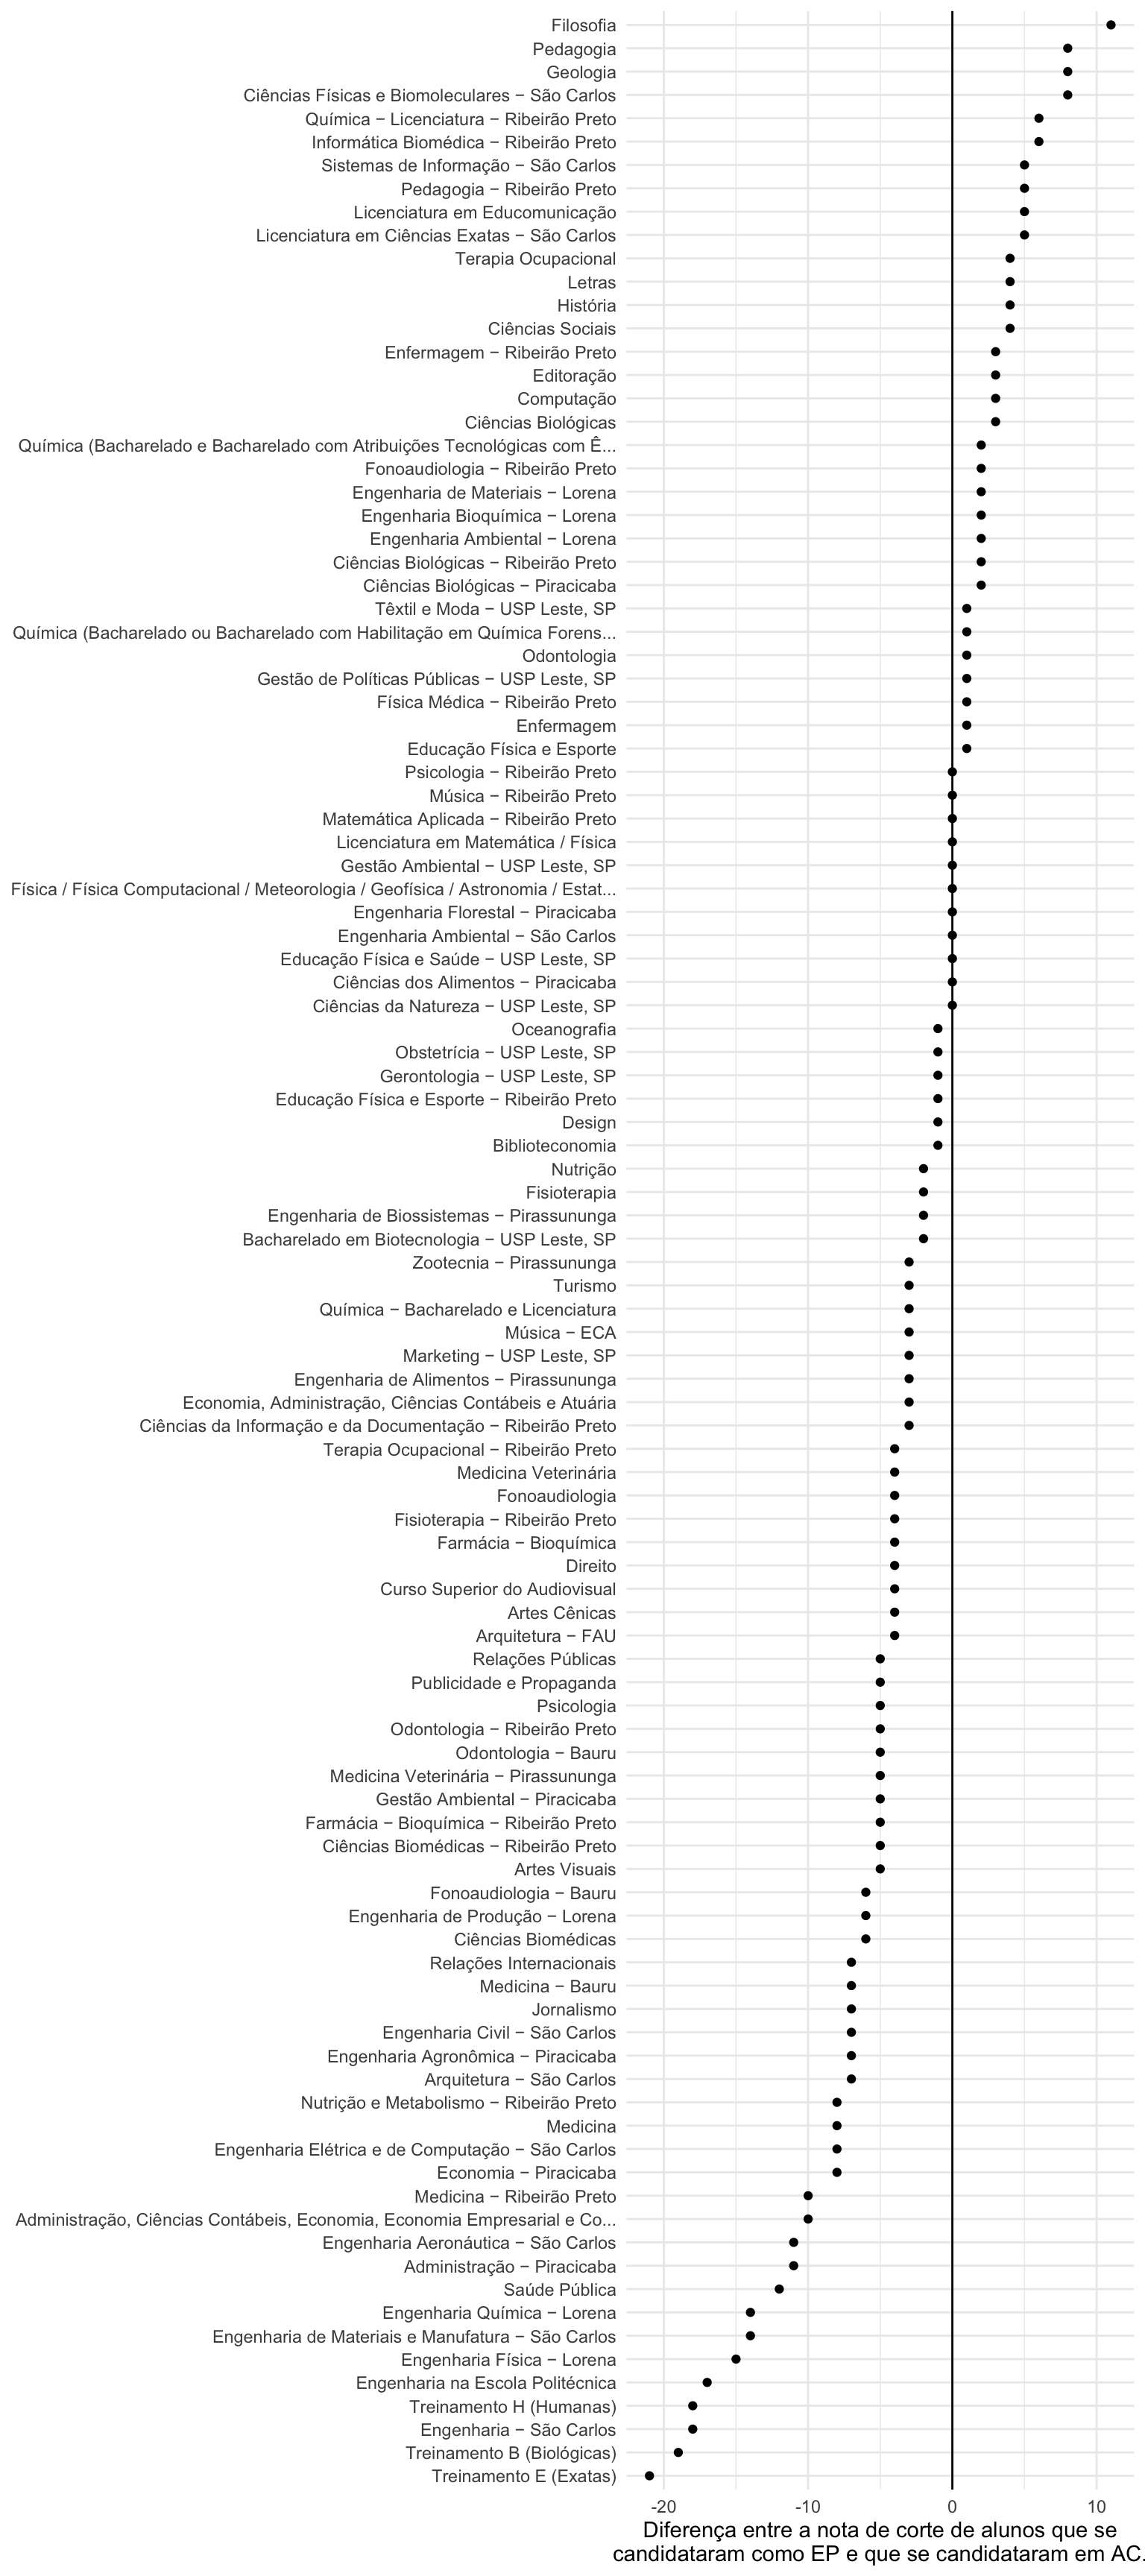 Filosofia
Pedagogia
Geologia
Ciências Físicas e Biomoleculares − São Carlos
Química − Licenciatura − Ribeirão Preto
Informática Biomédica − Ribeirão Preto
Sistemas de Informação − São Carlos
Pedagogia − Ribeirão Preto
Licenciatura em Educomunicação
Licenciatura em Ciências Exatas − São Carlos
Terapia Ocupacional
Letras
História
Ciências Sociais
Enfermagem − Ribeirão Preto
Editoração
Computação
Ciências Biológicas
Química (Bacharelado e Bacharelado com Atribuições Tecnológicas com Ê...
Fonoaudiologia − Ribeirão Preto
Engenharia de Materiais − Lorena
Engenharia Bioquímica − Lorena
Engenharia Ambiental − Lorena
Ciências Biológicas − Ribeirão Preto
Ciências Biológicas − Piracicaba
Têxtil e Moda − USP Leste, SP
Química (Bacharelado ou Bacharelado com Habilitação em Química Forens...
Odontologia
Gestão de Políticas Públicas − USP Leste, SP
Física Médica − Ribeirão Preto
Enfermagem
Educação Física e Esporte
Psicologia − Ribeirão Preto
Música − Ribeirão Preto
Matemática Aplicada − Ribeirão Preto
Licenciatura em Matemática / Física
Gestão Ambiental − USP Leste, SP
Física / Física Computacional / Meteorologia / Geofísica / Astronomia / Estat...
Engenharia Florestal − Piracicaba
Engenharia Ambiental − São Carlos
Educação Física e Saúde − USP Leste, SP
Ciências dos Alimentos − Piracicaba
Ciências da Natureza − USP Leste, SP
Oceanografia
Obstetrícia − USP Leste, SP
Gerontologia − USP Leste, SP
Educação Física e Esporte − Ribeirão Preto
Design
Biblioteconomia
Nutrição
Fisioterapia
Engenharia de Biossistemas − Pirassununga
Bacharelado em Biotecnologia − USP Leste, SP
Zootecnia − Pirassununga
Turismo
Química − Bacharelado e Licenciatura
Música − ECA
Marketing − USP Leste, SP
Engenharia de Alimentos − Pirassununga
Economia, Administração, Ciências Contábeis e Atuária
Ciências da Informação e da Documentação − Ribeirão Preto
Terapia Ocupacional − Ribeirão Preto
Medicina Veterinária
Fonoaudiologia
Fisioterapia − Ribeirão Preto
Farmácia − Bioquímica
Direito
Curso Superior do Audiovisual
Artes Cênicas
Arquitetura − FAU
Relações Públicas
Publicidade e Propaganda
Psicologia
Odontologia − Ribeirão Preto
Odontologia − Bauru
Medicina Veterinária − Pirassununga
Gestão Ambiental − Piracicaba
Farmácia − Bioquímica − Ribeirão Preto
Ciências Biomédicas − Ribeirão Preto
Artes Visuais
Fonoaudiologia − Bauru
Engenharia de Produção − Lorena
Ciências Biomédicas
Relações Internacionais
Medicina − Bauru
Jornalismo
Engenharia Civil − São Carlos
Engenharia Agronômica − Piracicaba
Arquitetura − São Carlos
Nutrição e Metabolismo − Ribeirão Preto
Medicina
Engenharia Elétrica e de Computação − São Carlos
Economia − Piracicaba
Medicina − Ribeirão Preto
Administração, Ciências Contábeis, Economia, Economia Empresarial e Co...
Engenharia Aeronáutica − São Carlos
Administração − Piracicaba
Saúde Pública
Engenharia Química − Lorena
Engenharia de Materiais e Manufatura − São Carlos
Engenharia Física − Lorena
Engenharia na Escola Politécnica
Treinamento H (Humanas)
Engenharia − São Carlos
Treinamento B (Biológicas)
Treinamento E (Exatas)
-20 -10 0 10
Diferença entre a nota de corte de alunos que se
candidataram como EP e que se candidataram em AC.